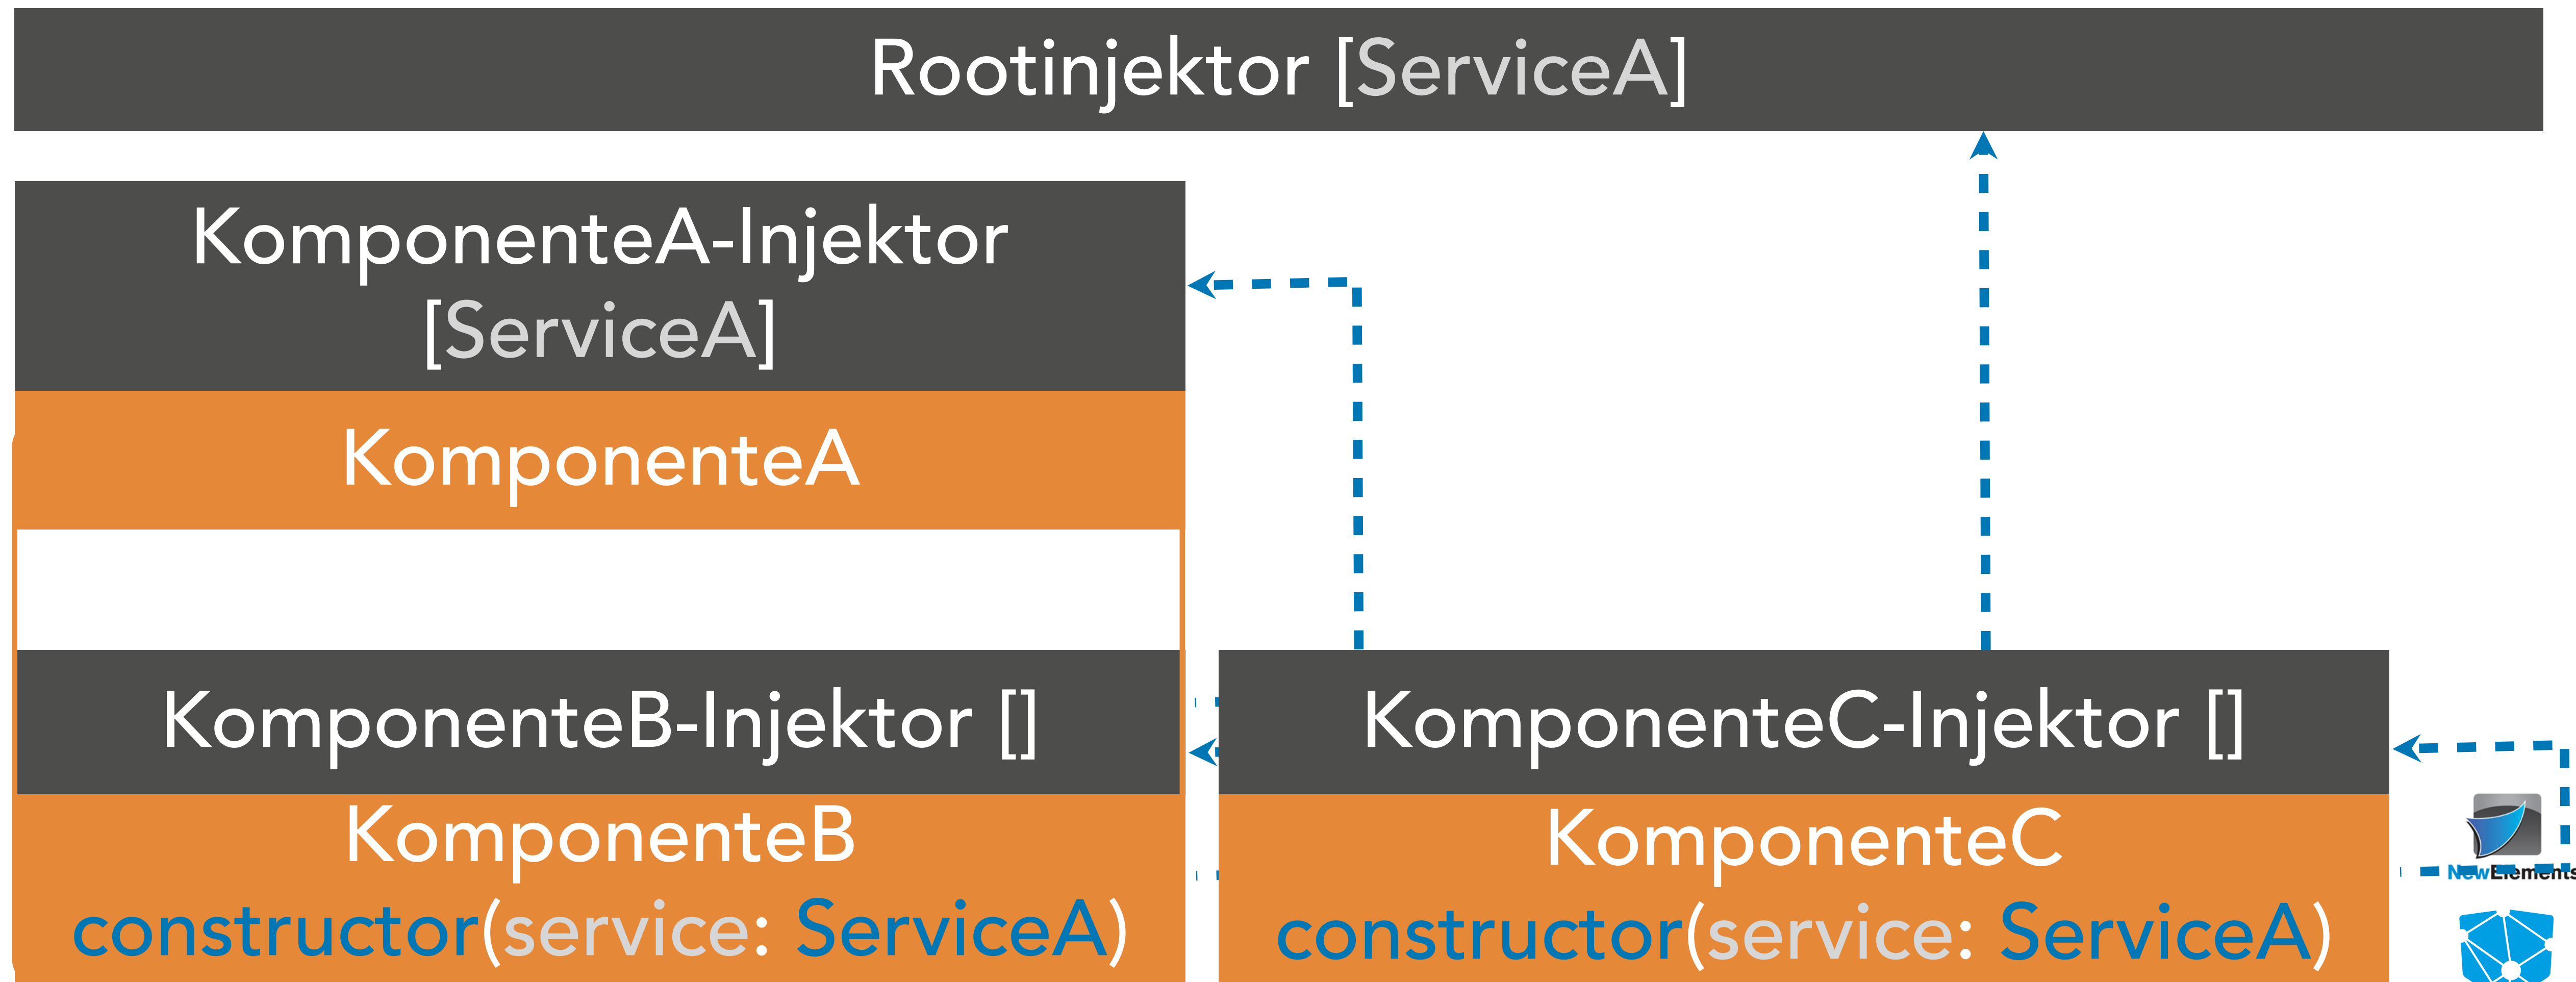 Rootinjektor [ServiceA]
KomponenteA-Injektor
[ServiceA]
KomponenteA
KomponenteB-Injektor []
KomponenteB
constructor(service: ServiceA)
KomponenteC-Injektor []
KomponenteC
constructor(service: ServiceA)
NewElements